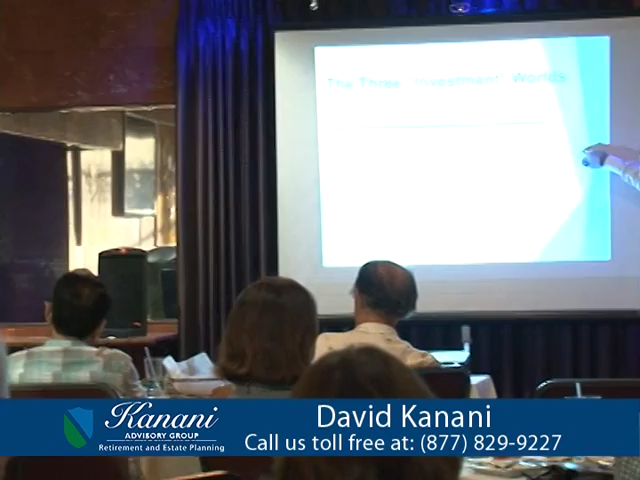 The Three Investment Worlds
Kanani
ADVISORY GROUP
Retirement and Estate Planning
David Kanani
Call us toll free at: (877) 829-9227